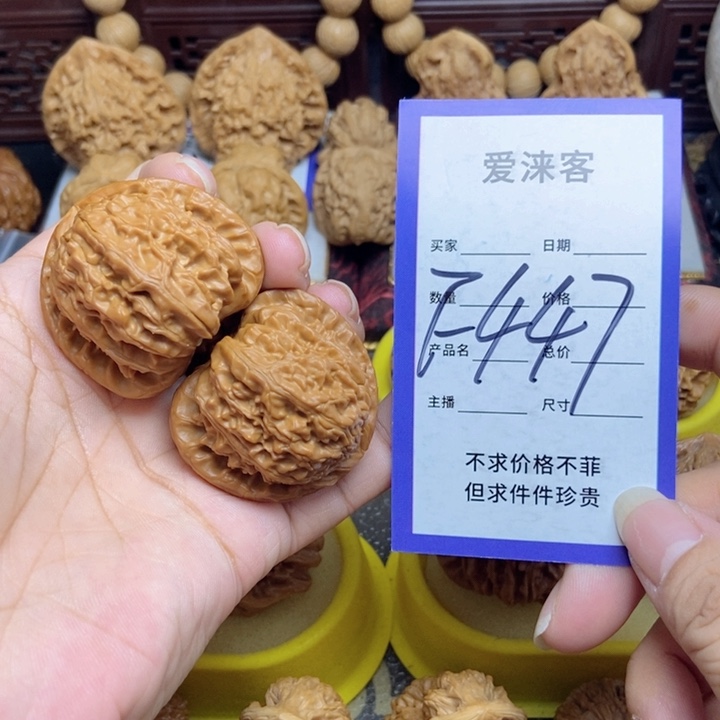 爱涞客
买家 日期
数量 价格
F447
产品名 总价
主播 尺寸
不求价格不菲
但求件件珍贵